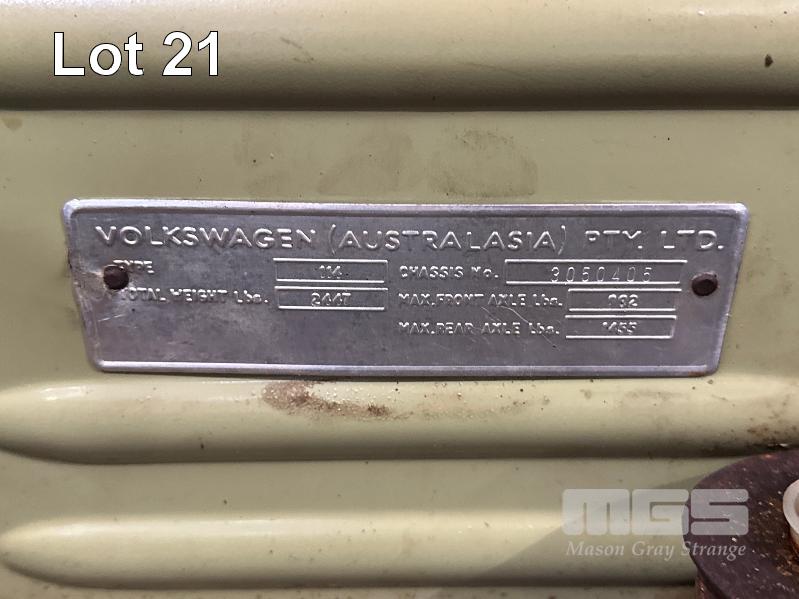 Lot 21
VOLKSWAGEN (AUSTRALASIA) PTY. LTD.
TYPE 114 CHASSIS No. 3050405
TOTAL WEIGHT Lbs. 2447 MAX. FRONT AXLE Lbs.
MAX. REAR AXLE Lbs. 1455
MGS
Mason Gray Strange